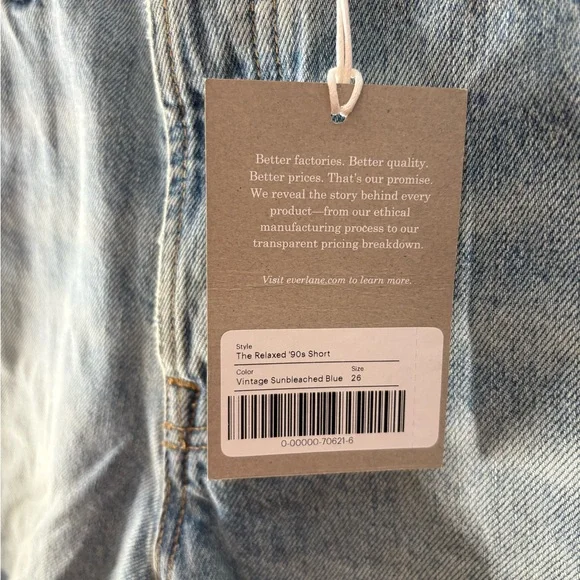 Better factories. Better quality.
Better prices. That's our promise.
We reveal the story behind every
product—from our ethical
manufacturing process to our
transparent pricing breakdown.
Visit everlane.com to learn more.
Style
The Relaxed '90s Short
Color Size
Vintage Sunbleached Blue 26
0-00000-70621-6